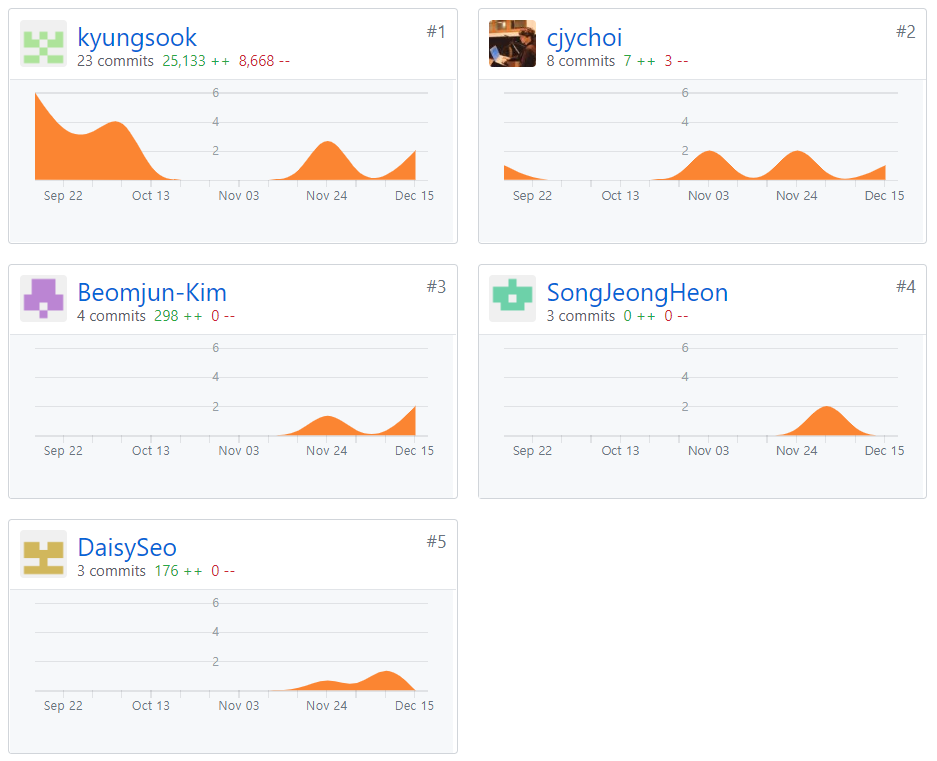 kyungsook #1
23 commits 25,133 ++ 8,668 --
6
4
2
Sep 22 Oct 13 Nov 03 Nov 24 Dec 15
cjychoi #2
8 commits 7 ++ 3 --
6
4
2
Sep 22 Oct 13 Nov 03 Nov 24 Dec 15
Beomjun-Kim #3
4 commits 298 ++ 0 --
6
4
2
Sep 22 Oct 13 Nov 03 Nov 24 Dec 15
SongJeongHeon #4
3 commits 0 ++ 0 --
6
4
2
Sep 22 Oct 13 Nov 03 Nov 24 Dec 15
DaisySeo #5
3 commits 176 ++ 0 --
6
4
2
Sep 22 Oct 13 Nov 03 Nov 24 Dec 15